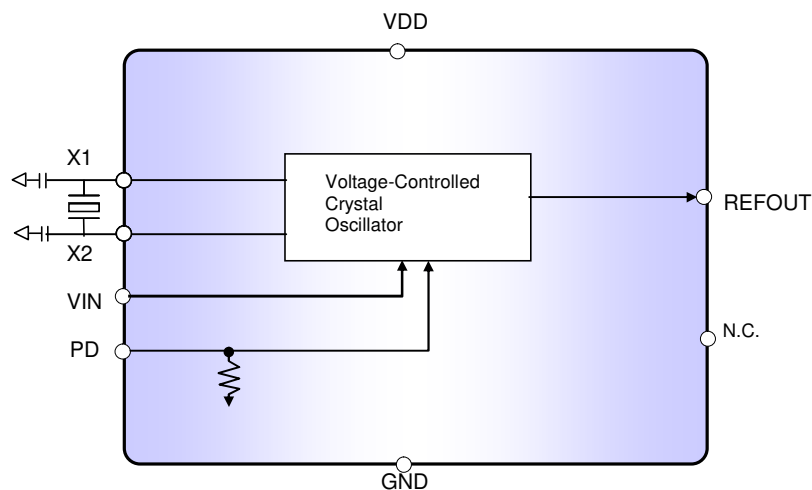 VDD
X1
Voltage-Controlled
Crystal
Oscillator
REFOUT
X2
VIN
N.C.
PD
GND